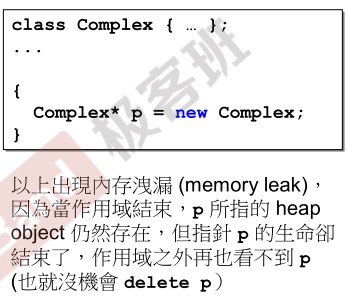 class Complex { … };
...
{
Complex* p = new Complex;
}
以上出現內存洩漏 (memory leak)，
因為當作用域結束，p 所指的 heap
object 仍然存在，但指針 p 的生命卻
結束了，作用域之外再也看不到 p
(也就沒機會 delete p）
极客班